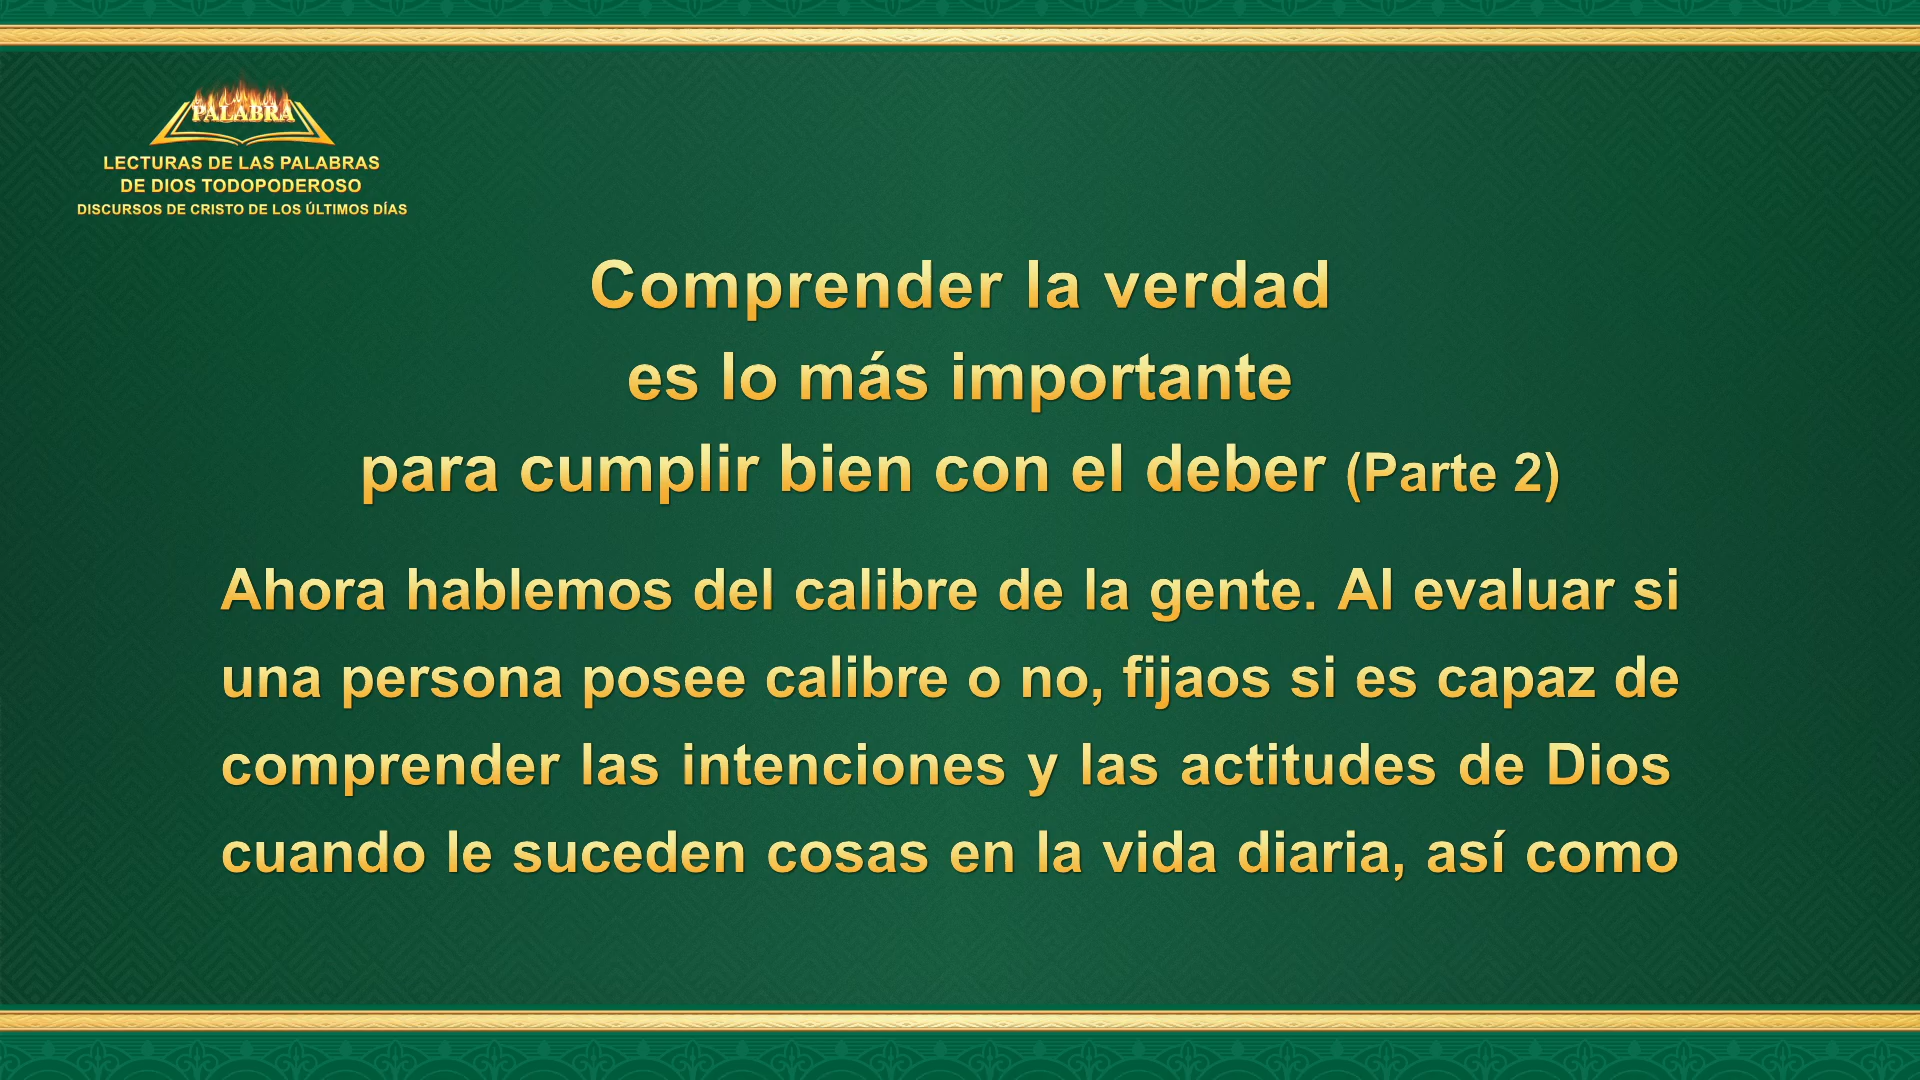 PALABRA
LECTURAS DE LAS PALABRAS
DE DIOS TODOPODEROSO
DISCURSOS DE CRISTO DE LOS ÚLTIMOS DÍAS
Comprender la verdad
es lo más importante
para cumplir bien con el deber (Parte 2)
Ahora hablemos del calibre de la gente. Al evaluar si
una persona posee calibre o no, fijaos si es capaz de
comprender las intenciones y las actitudes de Dios
cuando le suceden cosas en la vida diaria, así como